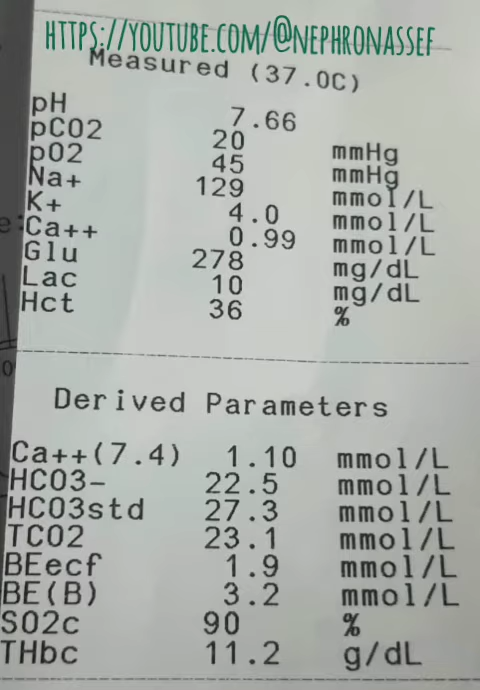 https://youtube.com/@nephronassef
Measured (37.0C)
pH 7.66
pCO2 20 mmHg
pO2 45 mmHg
Na+ 129 mmol/L
K+ 4.0 mmol/L
Ca++ 0.99 mmol/L
Glu 278 mg/dL
Lac 10 mg/dL
Hct 36 %
Derived Parameters
Ca++(7.4) 1.10 mmol/L
HCO3- 22.5 mmol/L
HCO3std 27.3 mmol/L
TCO2 23.1 mmol/L
BEecf 1.9 mmol/L
BE(B) 3.2 mmol/L
SO2c 90 %
THbc 11.2 g/dL